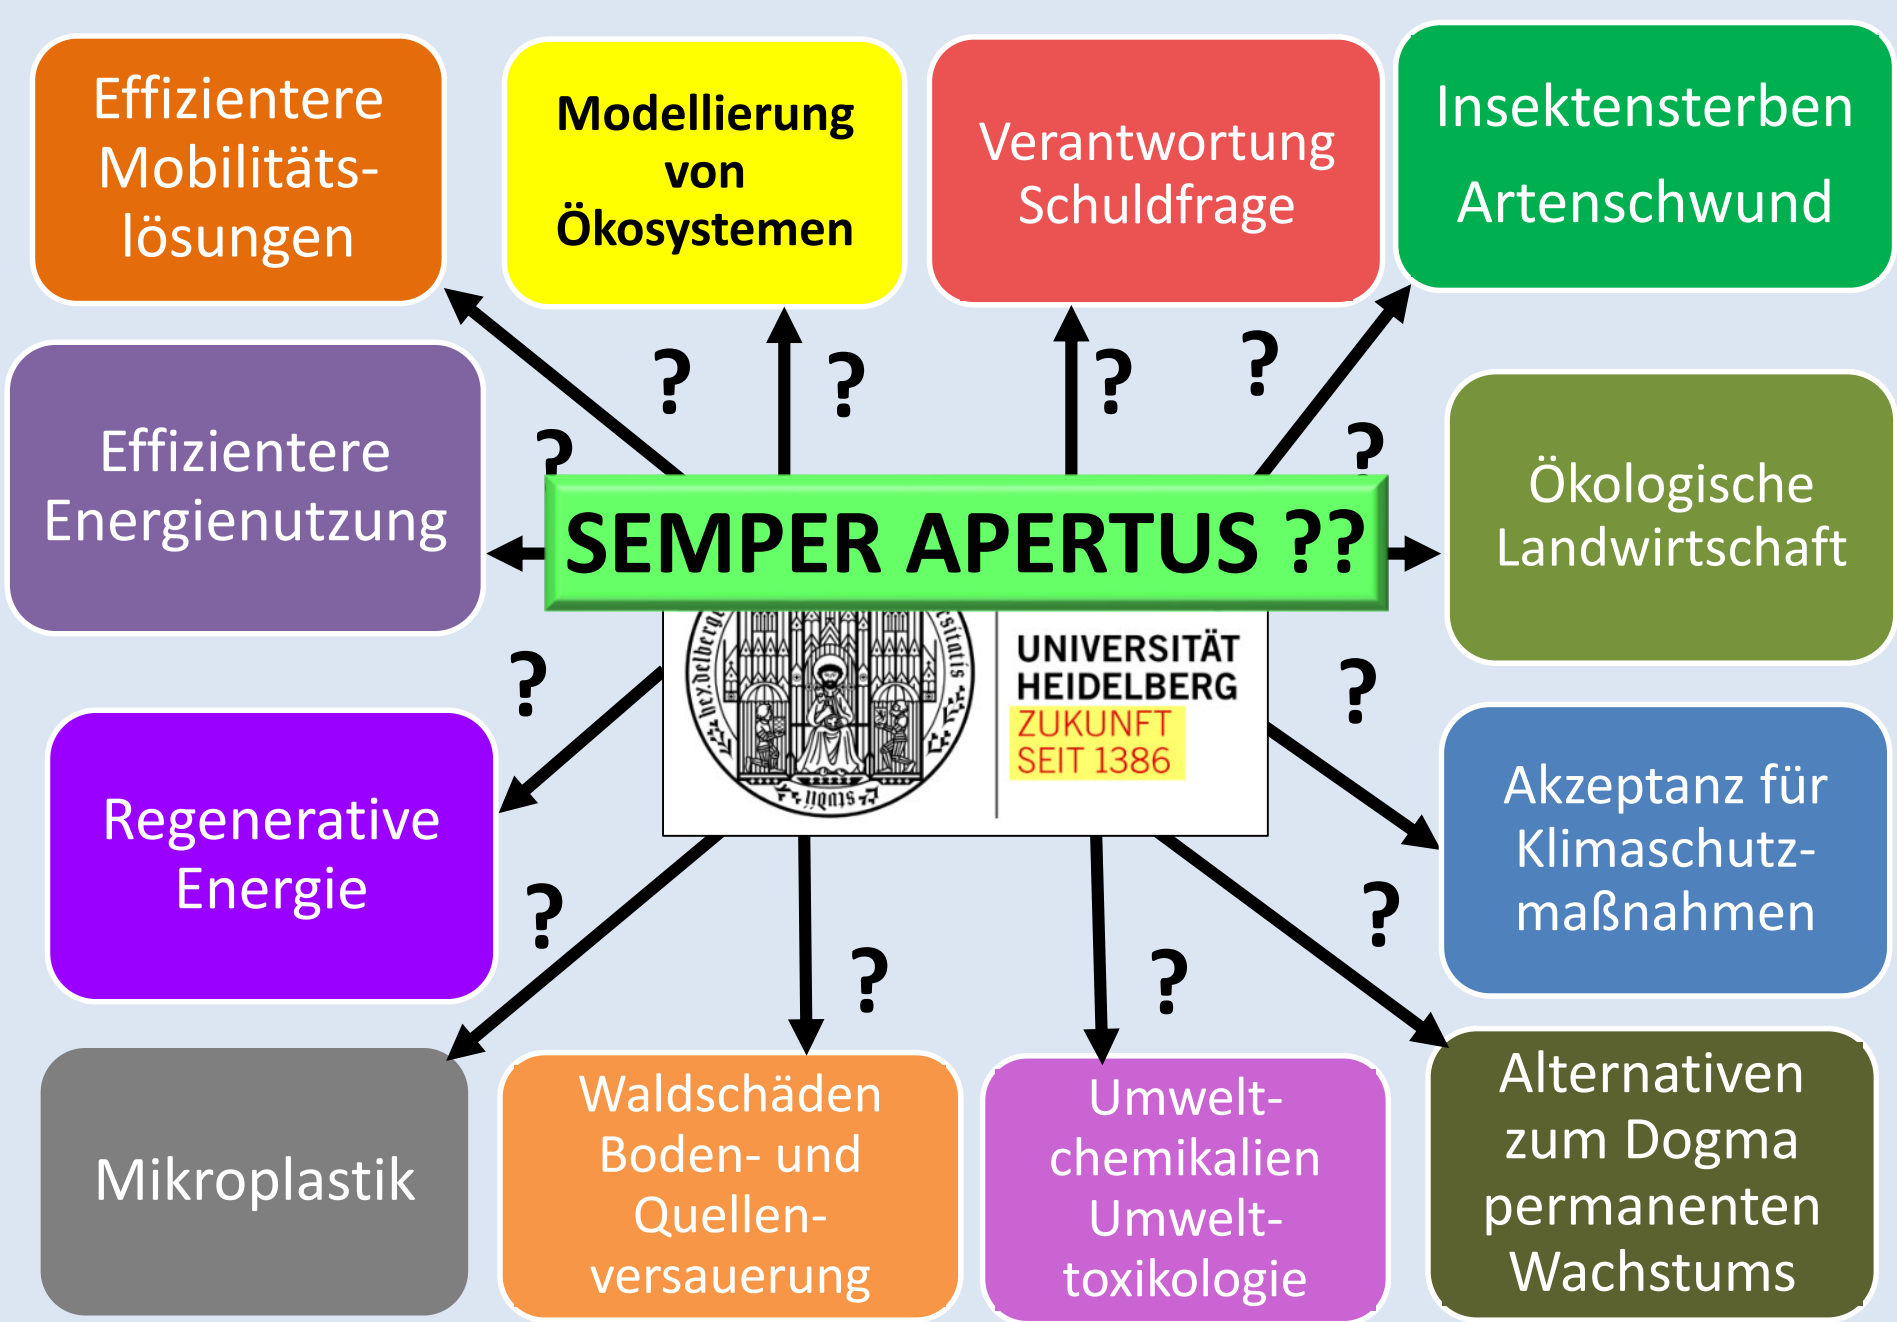 Effizientere
Mobilitäts-
lösungen
Modellierung
von
Ökosystemen
Verantwortung
Schuldfrage
Insektensterben
Artenschwund
?
?
?
?
?
?
Effizientere
Energienutzung
SEMPER APERTUS ??
Ökologische
Landwirtschaft
UNIVERSITÄT
HEIDELBERG
ZUKUNFT
SEIT 1386
?
?
Regenerative
Energie
Akzeptanz für
Klimaschutz-
maßnahmen
?
?
?
?
Mikroplastik
Waldschäden
Boden- und
Quellen-
versauerung
Umwelt-
chemikalien
Umwelt-
toxikologie
Alternativen
zum Dogma
permanenten
Wachstums